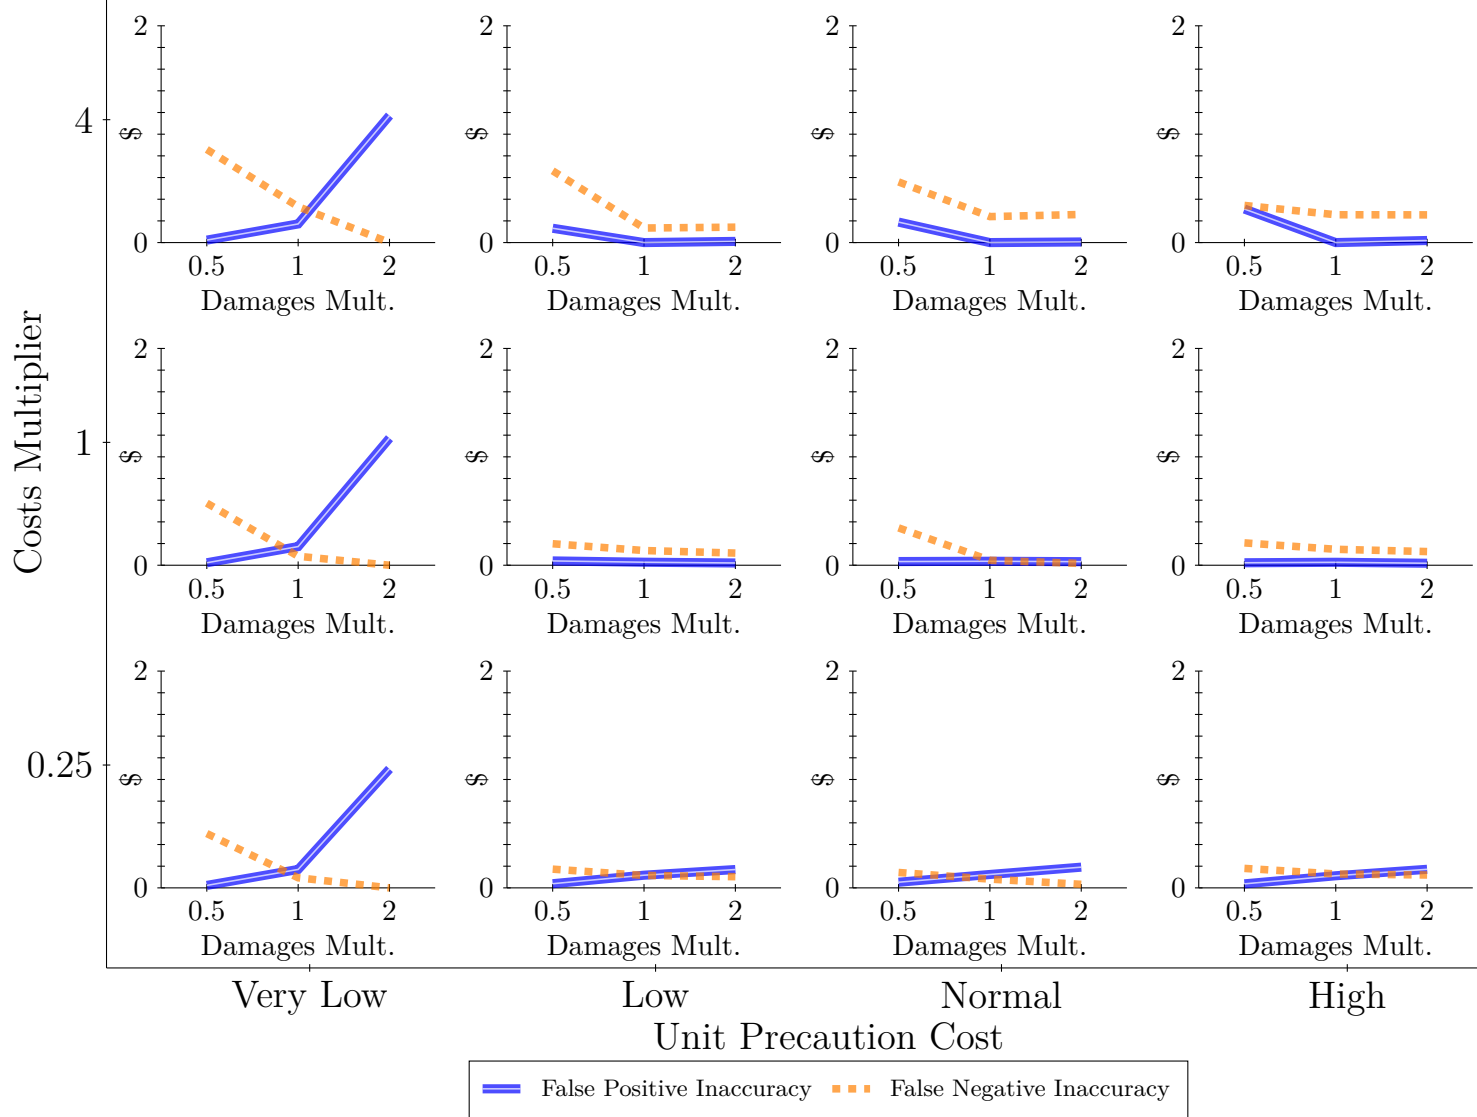 2 2 2 2
4 $ $ $ $
0 0 0 0
0.5 1 2 0.5 1 2 0.5 1 2 0.5 1 2
Damages Mult. Damages Mult. Damages Mult. Damages Mult.
Costs Multiplier
2 2 2 2
1 $ $ $ $
0 0 0 0
0.5 1 2 0.5 1 2 0.5 1 2 0.5 1 2
Damages Mult. Damages Mult. Damages Mult. Damages Mult.
2 2 2 2
0.25 $ $ $ $
0 0 0 0
0.5 1 2 0.5 1 2 0.5 1 2 0.5 1 2
Damages Mult. Damages Mult. Damages Mult. Damages Mult.
Very Low Low Normal High
Unit Precaution Cost
False Positive Inaccuracy False Negative Inaccuracy